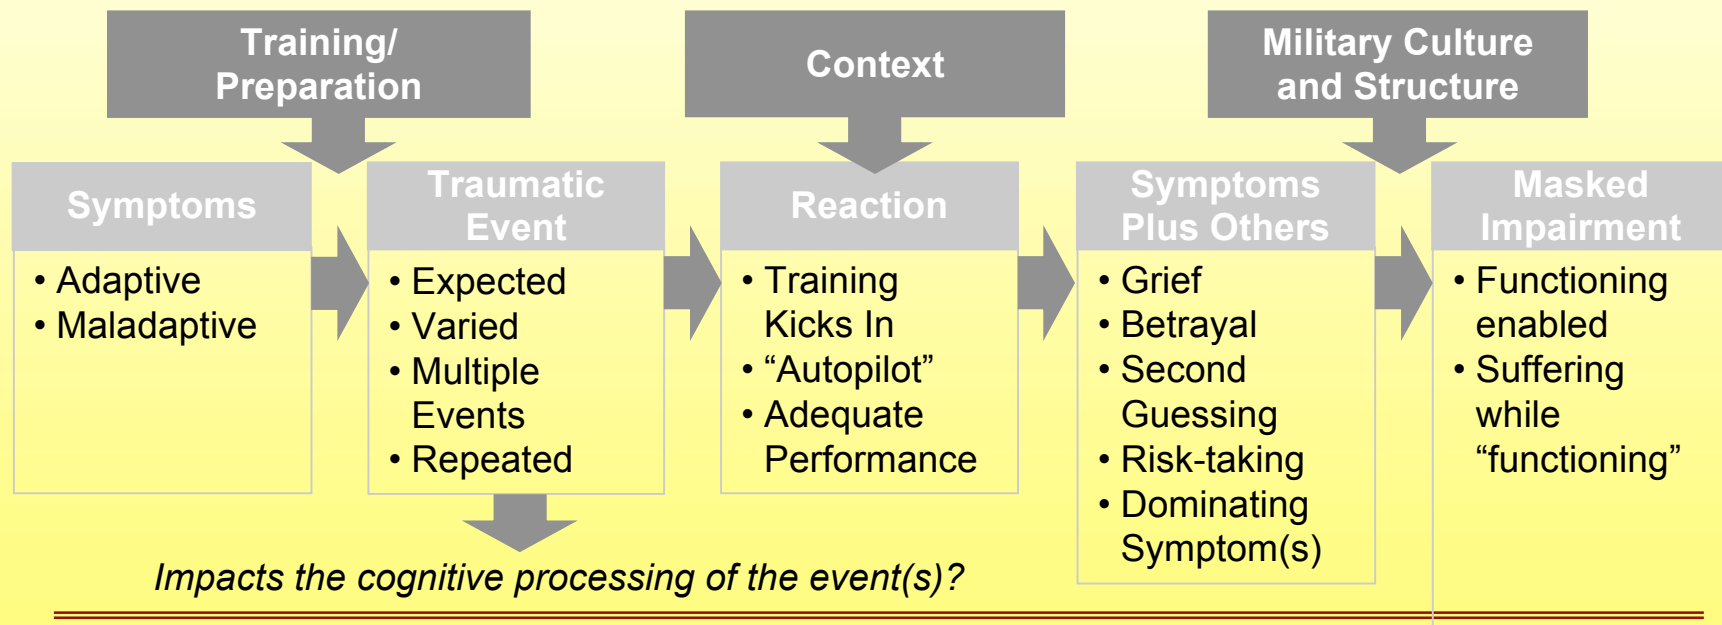 Training/
Preparation
Context
Military Culture
and Structure
Symptoms
• Adaptive
• Maladaptive
Traumatic
Event
• Expected
• Varied
• Multiple
Events
• Repeated
Reaction
• Training
Kicks In
• “Autopilot”
• Adequate
Performance
Symptoms
Plus Others
• Grief
• Betrayal
• Second
Guessing
• Risk-taking
• Dominating
Symptom(s)
Masked
Impairment
• Functioning
enabled
• Suffering
while
“functioning”
Impacts the cognitive processing of the event(s)?